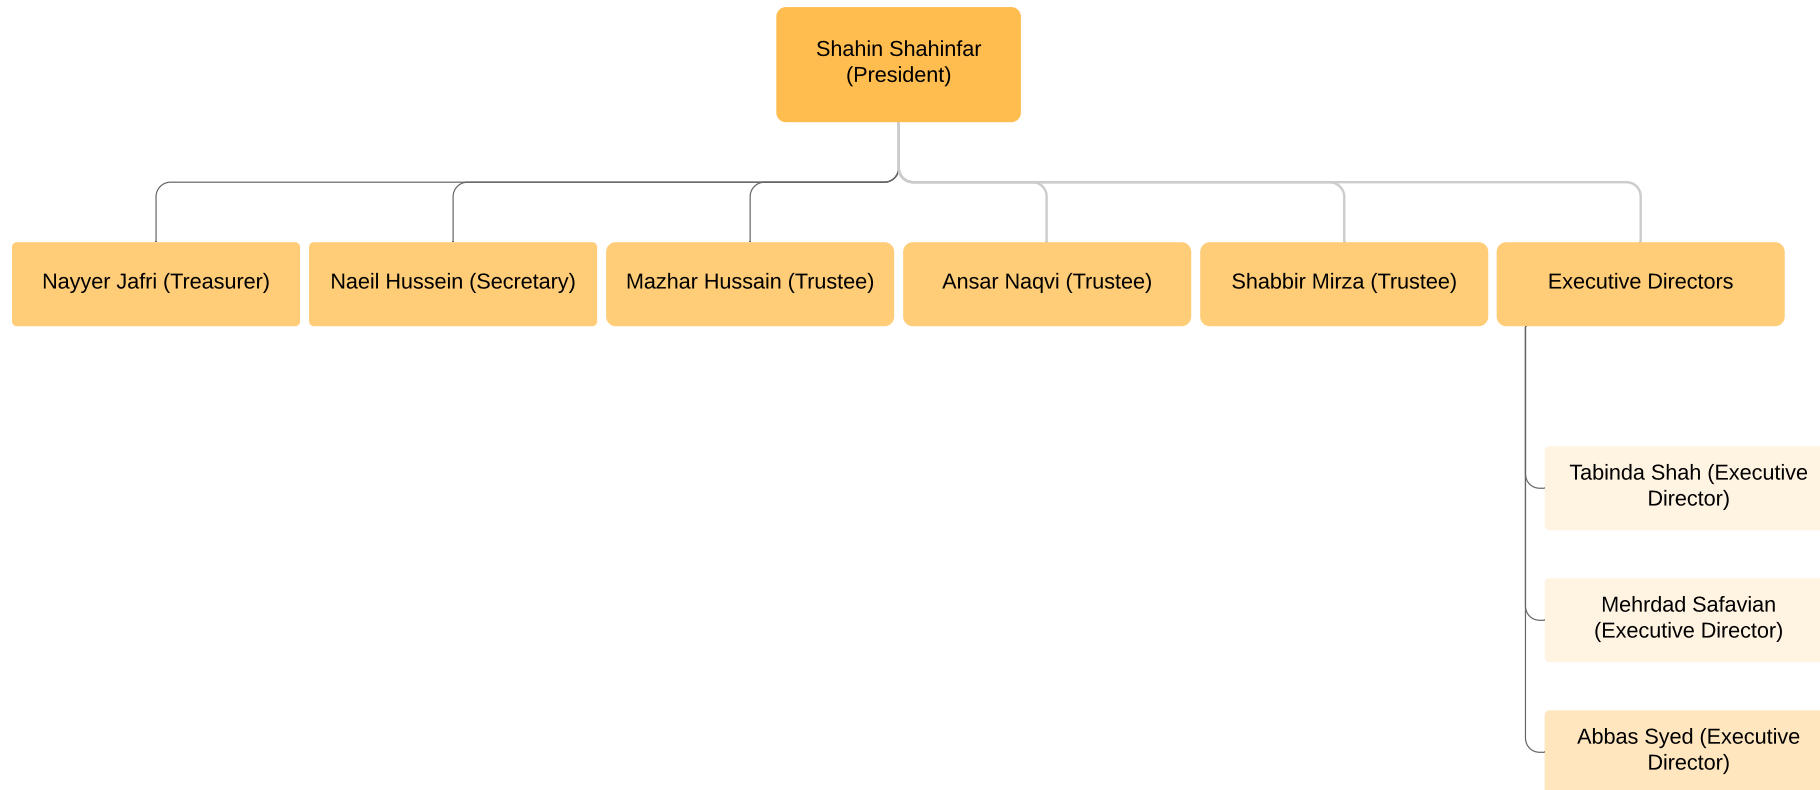 Shahin Shahinfar
(President)
Nayyer Jafri (Treasurer)
Naeil Hussein (Secretary)
Mazhar Hussain (Trustee)
Ansar Naqvi (Trustee)
Shabbir Mirza (Trustee)
Executive Directors
Tabinda Shah (Executive
Director)
Mehrdad Safavian
(Executive Director)
Abbas Syed (Executive
Director)